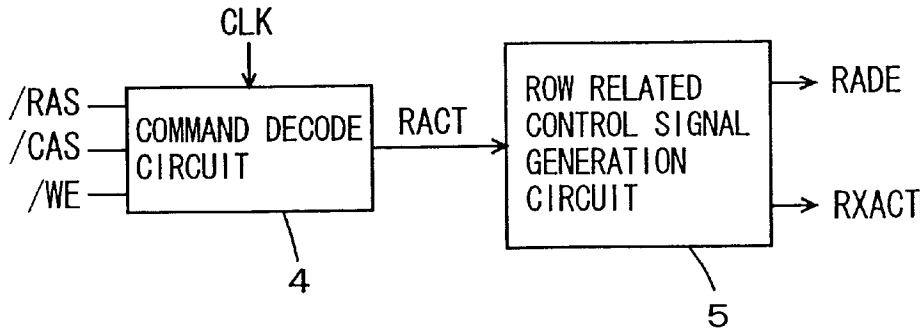 CLK
/RAS
/CAS
/WE
COMMAND DECODE
CIRCUIT
4
RACT
ROW RELATED
CONTROL SIGNAL
GENERATION
CIRCUIT
5
RADE
RXACT